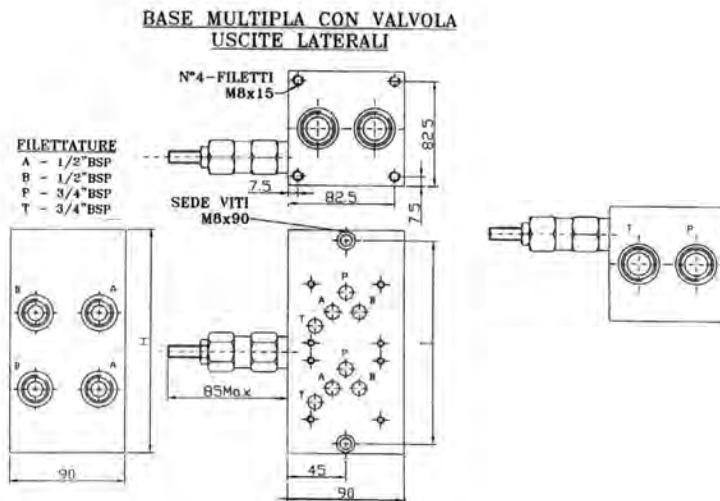 BASE MULTIPLA CON VALVOLA
USCITE LATERALI
N°4-FILETTI
M8x15
82.5
7.5
82.5
7.5
FILETTATURE
A - 1/2"BSP
B - 1/2"BSP
P - 3/4"BSP
T - 3/4"BSP
SEDE VITI
M8x90
T P
B A
B A
H
90
P
A B
T
P
A B
T
I
85Max
45
90